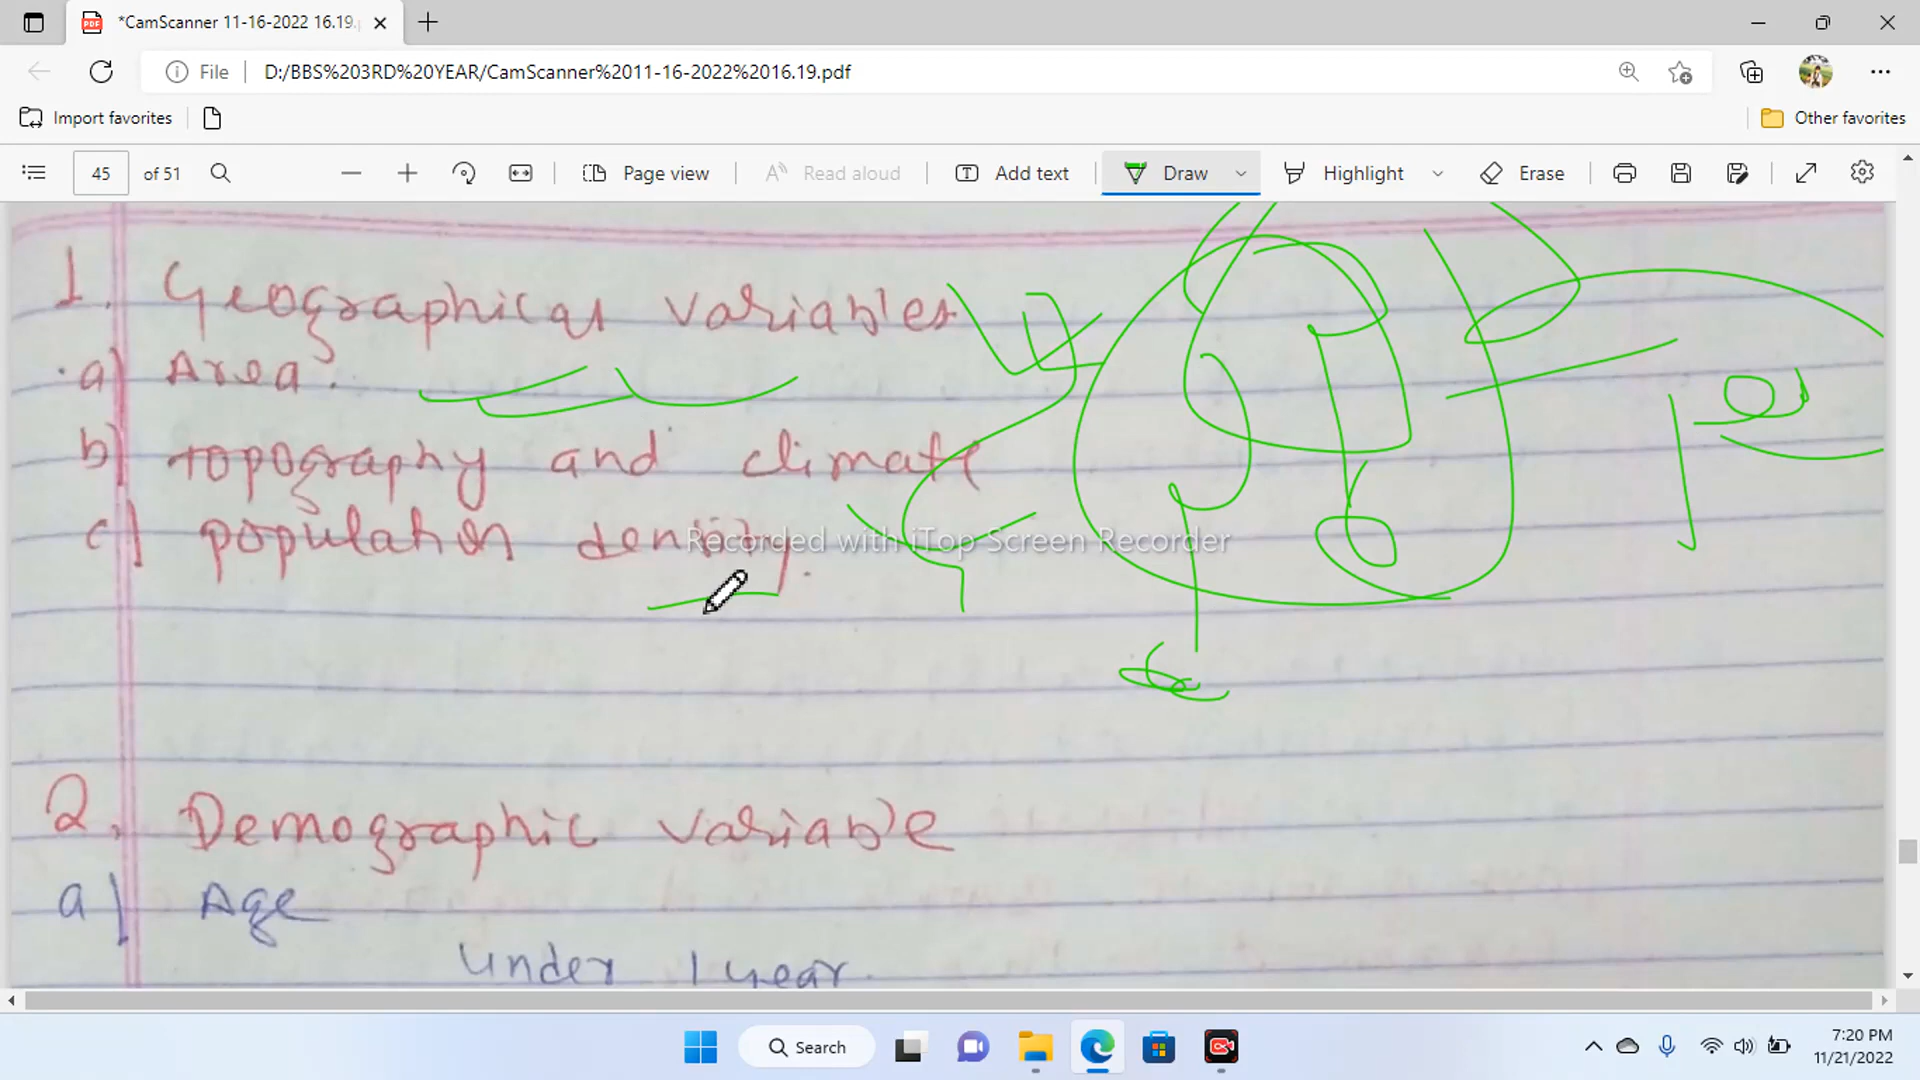 *CamScanner 11-16-2022 16.19.p
File
D:/BBS%203RD%20YEAR/CamScanner%2011-16-2022%2016.19.pdf
Import favorites
Other favorites
45 of 51
Page view
Read aloud
Add text
Draw
Highlight
Erase
1. Geographical variables
a) Area.
b) topography and climate
c) population density.
Recorded with iTop Screen Recorder
2. Demographic variable
a) Age
under 1 year.
Search
7:20 PM
11/21/2022